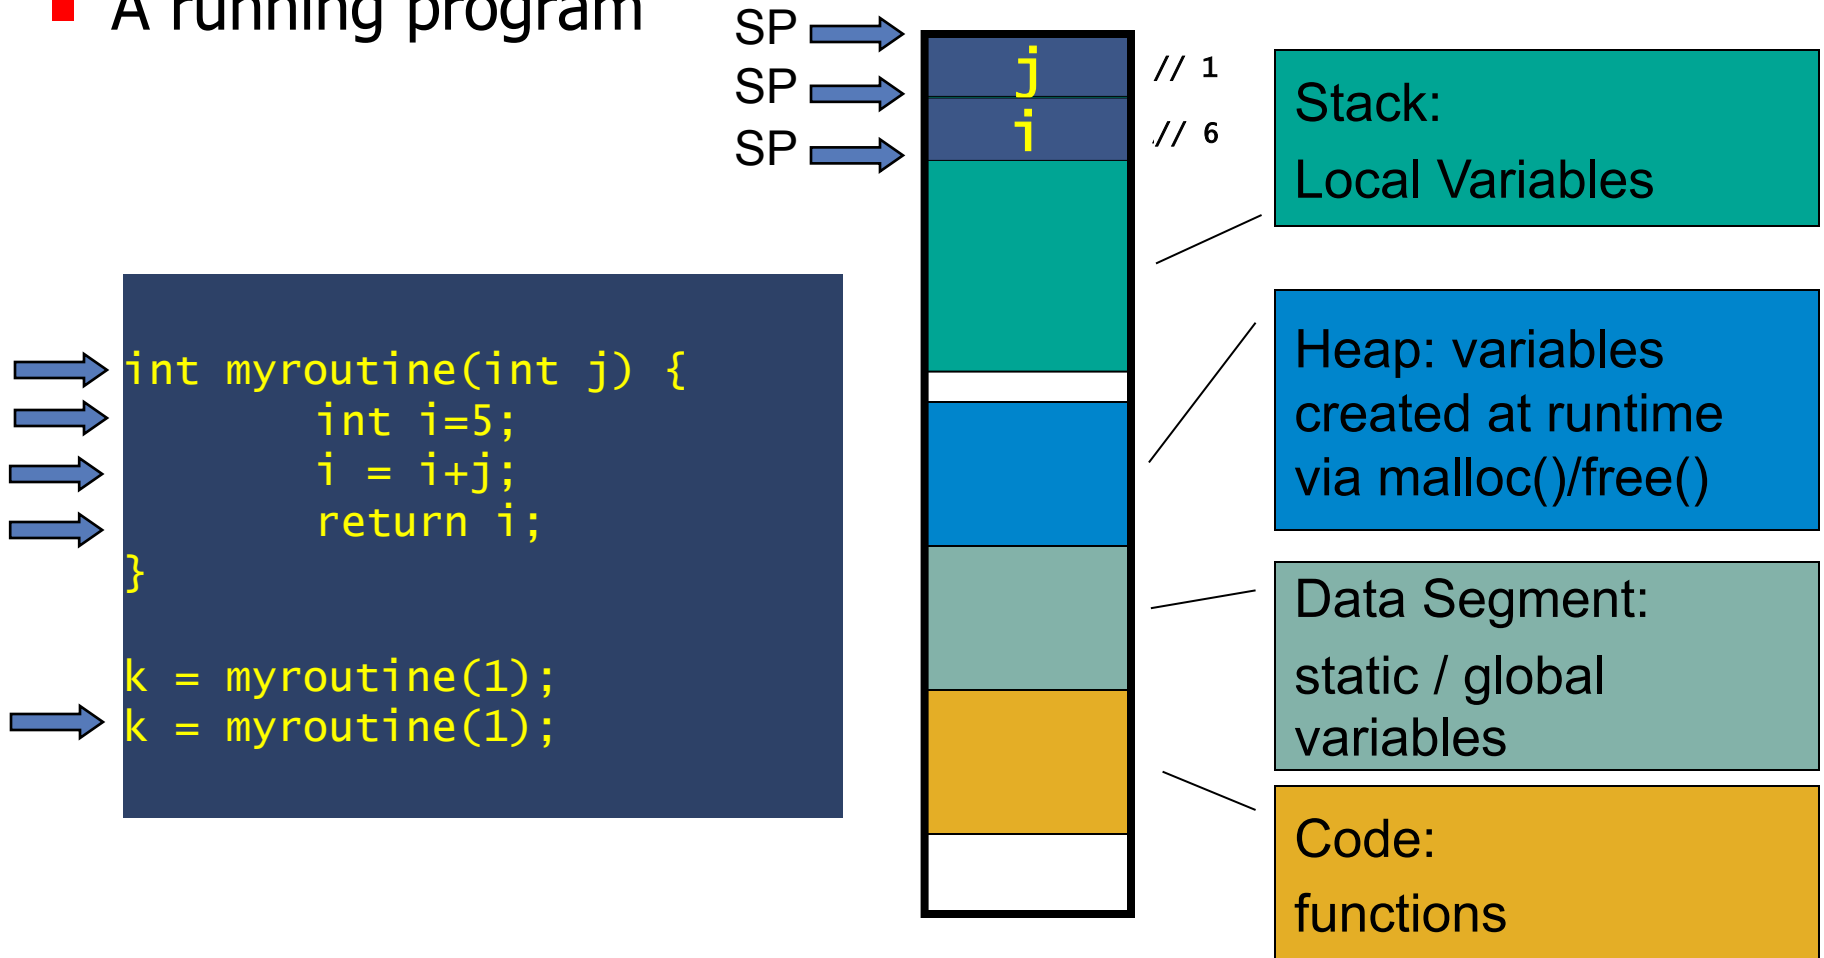 A running program
SP
SP
SP
j
// 1
i
// 6
int myroutine(int j) {
int i=5;
i = i+j;
return i;
}
k = myroutine(1);
k = myroutine(1);
Stack:
Local Variables
Heap: variables
created at runtime
via malloc()/free()
Data Segment:
static / global
variables
Code:
functions